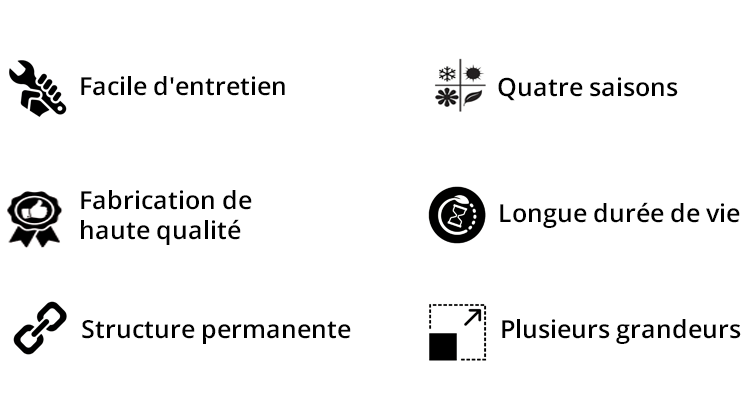 Facile d'entretien
Quatre saisons
Fabrication de
haute qualité
Longue durée de vie
Structure permanente
Plusieurs grandeurs